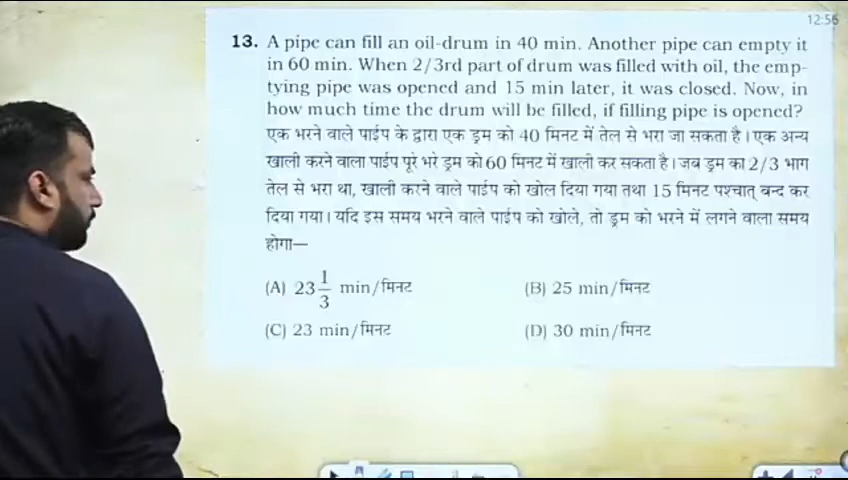 12:56
13. A pipe can fill an oil-drum in 40 min. Another pipe can empty it
in 60 min. When 2/3rd part of drum was filled with oil, the emp-
tying pipe was opened and 15 min later, it was closed. Now, in
how much time the drum will be filled, if filling pipe is opened?
एक भरने वाले पाईप के द्वारा एक ड्रम को 40 मिनट में तेल से भरा जा सकता है। एक अन्य
खाली करने वाला पाईप पूरे भरे ड्रम को 60 मिनट में खाली कर सकता है। जब ड्रम का 2/3 भाग
तेल से भरा था, खाली करने वाले पाईप को खोल दिया गया तथा 15 मिनट पश्चात् बन्द कर
दिया गया। यदि इस समय भरने वाले पाईप को खोले, तो ड्रम को भरने में लगने वाला समय
होगा—
(A) 23 1/3 min/मिनट (B) 25 min/मिनट
(C) 23 min/मिनट (D) 30 min/मिनट